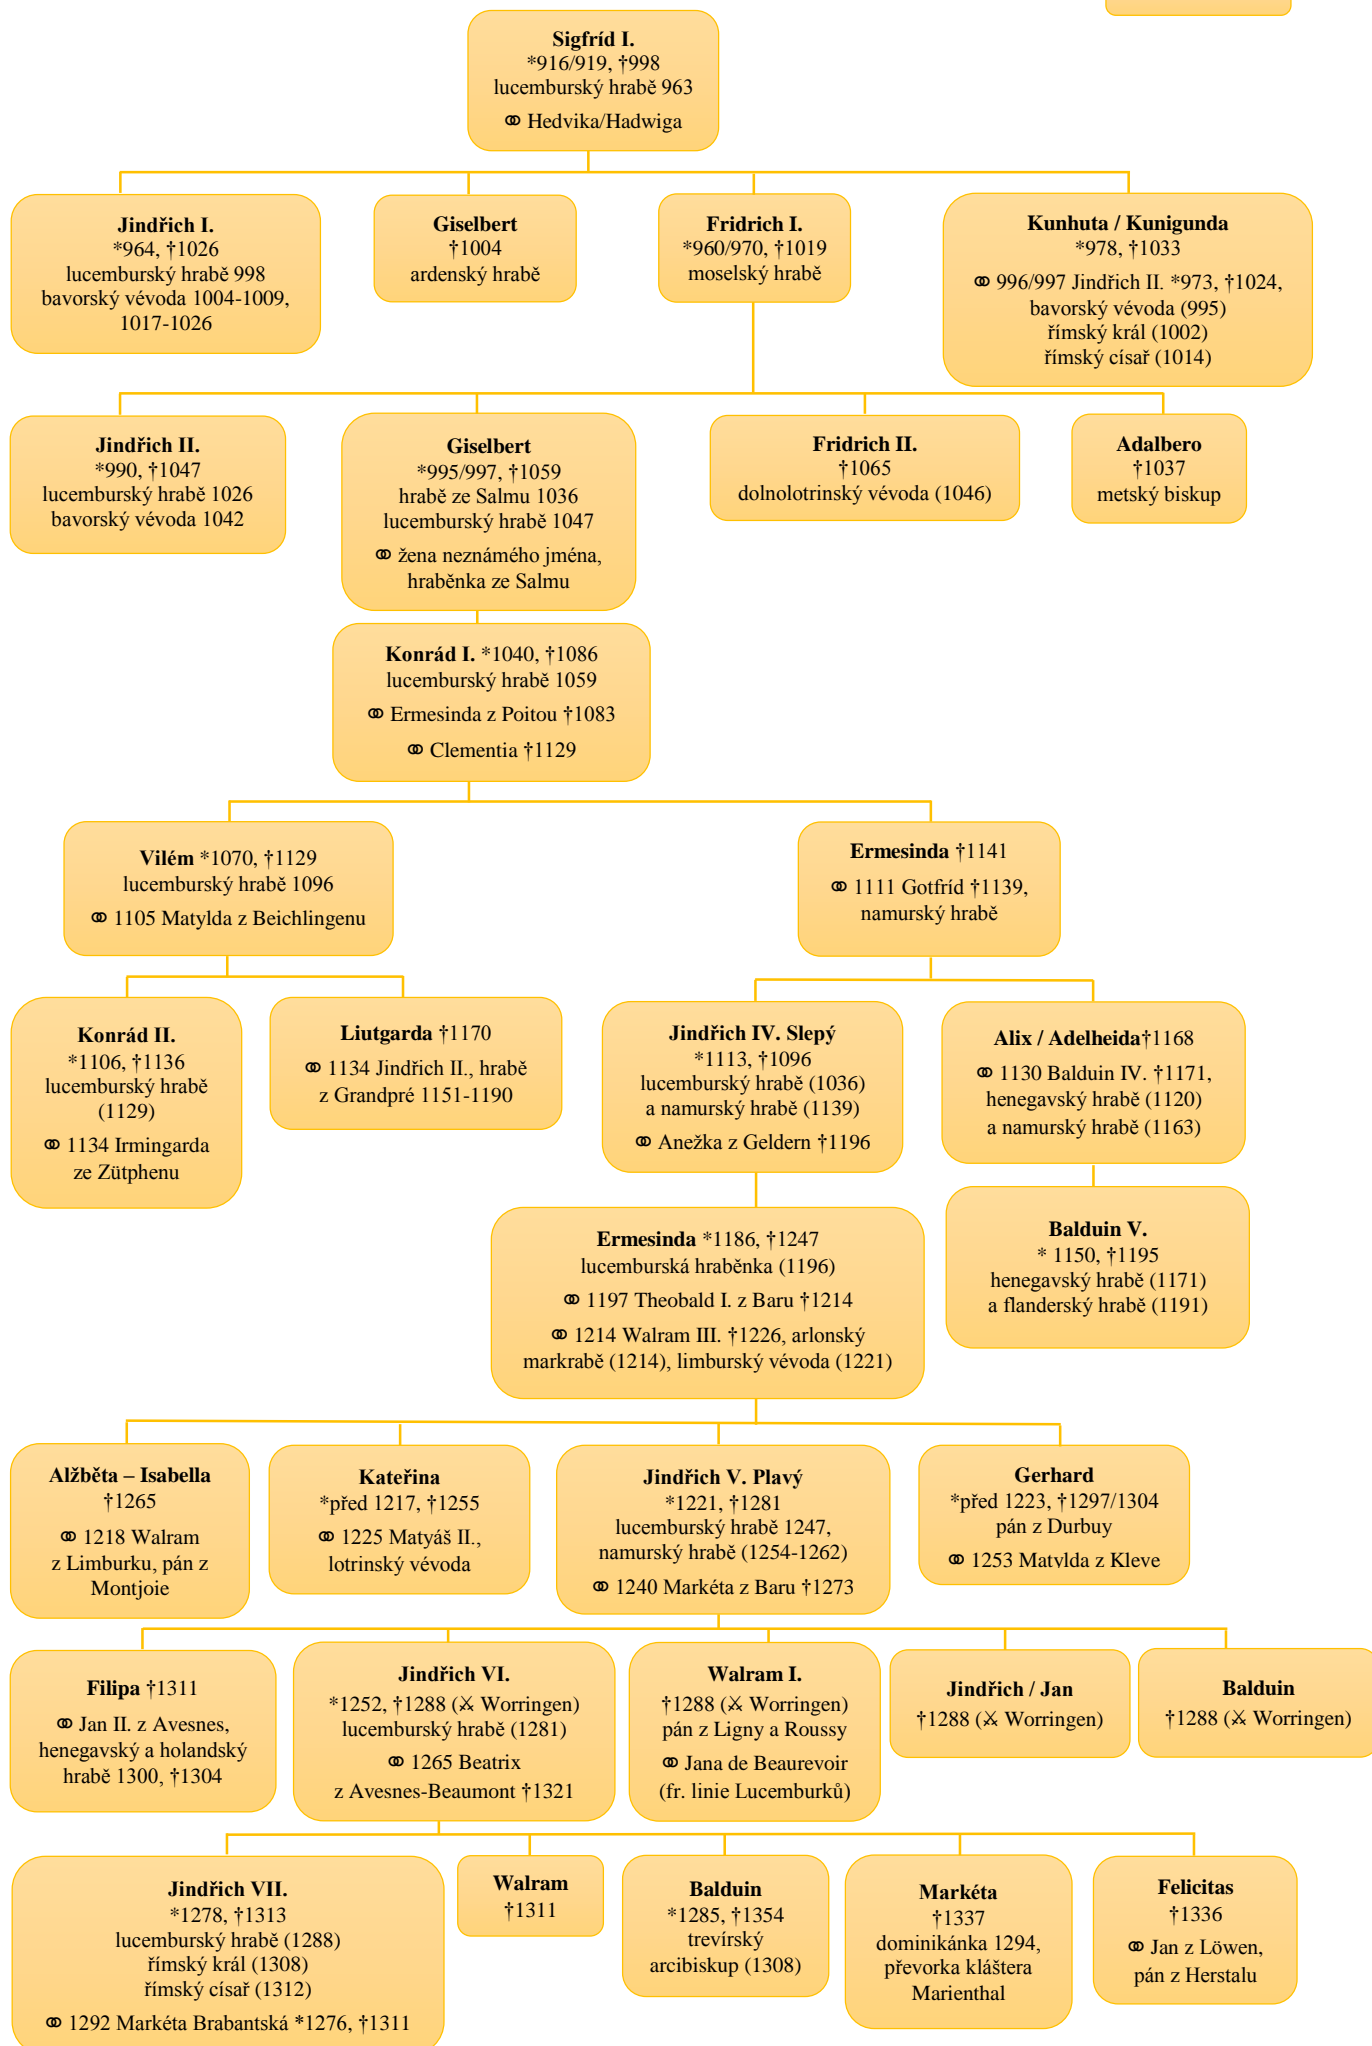 Sigfríd I.
*916/919, †998
lucemburský hrabě 963
⚭ Hedvika/Hadwiga
Jindřich I.
*964, †1026
lucemburský hrabě 998
bavorský vévoda 1004-1009,
1017-1026
Giselbert
†1004
ardenský hrabě
Fridrich I.
*960/970, †1019
moselský hrabě
Kunhuta / Kunigunda
*978, †1033
⚭ 996/997 Jindřich II. *973, †1024,
bavorský vévoda (995)
římský král (1002)
římský císař (1014)
Jindřich II.
*990, †1047
lucemburský hrabě 1026
bavorský vévoda 1042
Giselbert
*995/997, †1059
hrabě ze Salmu 1036
lucemburský hrabě 1047
⚭ žena neznámého jména,
hraběnka ze Salmu
Fridrich II.
†1065
dolnolotrinský vévoda (1046)
Adalbero
†1037
metský biskup
Konrád I. *1040, †1086
lucemburský hrabě 1059
⚭ Ermesinda z Poitou †1083
⚭ Clementia †1129
Vilém *1070, †1129
lucemburský hrabě 1096
⚭ 1105 Matylda z Beichlingenu
Ermesinda †1141
⚭ 1111 Gotfríd †1139,
namurský hrabě
Konrád II.
*1106, †1136
lucemburský hrabě
(1129)
⚭ 1134 Irmingarda
ze Zütphenu
Liutgarda †1170
⚭ 1134 Jindřich II., hrabě
z Grandpré 1151-1190
Jindřich IV. Slepý
*1113, †1096
lucemburský hrabě (1036)
a namurský hrabě (1139)
⚭ Anežka z Geldern †1196
Alix / Adelheida†1168
⚭ 1130 Balduin IV. †1171,
henegavský hrabě (1120)
a namurský hrabě (1163)
Ermesinda *1186, †1247
lucemburská hraběnka (1196)
⚭ 1197 Theobald I. z Baru †1214
⚭ 1214 Walram III. †1226, arlonský
markrabě (1214), limburský vévoda (1221)
Balduin V.
* 1150, †1195
henegavský hrabě (1171)
a flanderský hrabě (1191)
Alžběta – Isabella
†1265
⚭ 1218 Walram
z Limburku, pán z
Montjoie
Kateřina
*před 1217, †1255
⚭ 1225 Matyáš II.,
lotrinský vévoda
Jindřich V. Plavý
*1221, †1281
lucemburský hrabě 1247,
namurský hrabě (1254-1262)
⚭ 1240 Markéta z Baru †1273
Gerhard
*před 1223, †1297/1304
pán z Durbuy
⚭ 1253 Matylda z Kleve
Filipa †1311
⚭ Jan II. z Avesnes,
henegavský a holandský
hrabě 1300, †1304
Jindřich VI.
*1252, †1288 (⚔ Worringen)
lucemburský hrabě (1281)
⚭ 1265 Beatrix
z Avesnes-Beaumont †1321
Walram I.
†1288 (⚔ Worringen)
pán z Ligny a Roussy
⚭ Jana de Beaurevoir
(fr. linie Lucemburků)
Jindřich / Jan
†1288 (⚔ Worringen)
Balduin
†1288 (⚔ Worringen)
Jindřich VII.
*1278, †1313
lucemburský hrabě (1288)
římský král (1308)
římský císař (1312)
⚭ 1292 Markéta Brabantská *1276, †1311
Walram
†1311
Balduin
*1285, †1354
trevírský
arcibiskup (1308)
Markéta
†1337
dominikánka 1294,
převorka kláštera
Marienthal
Felicitas
†1336
⚭ Jan z Löwen,
pán z Herstalu